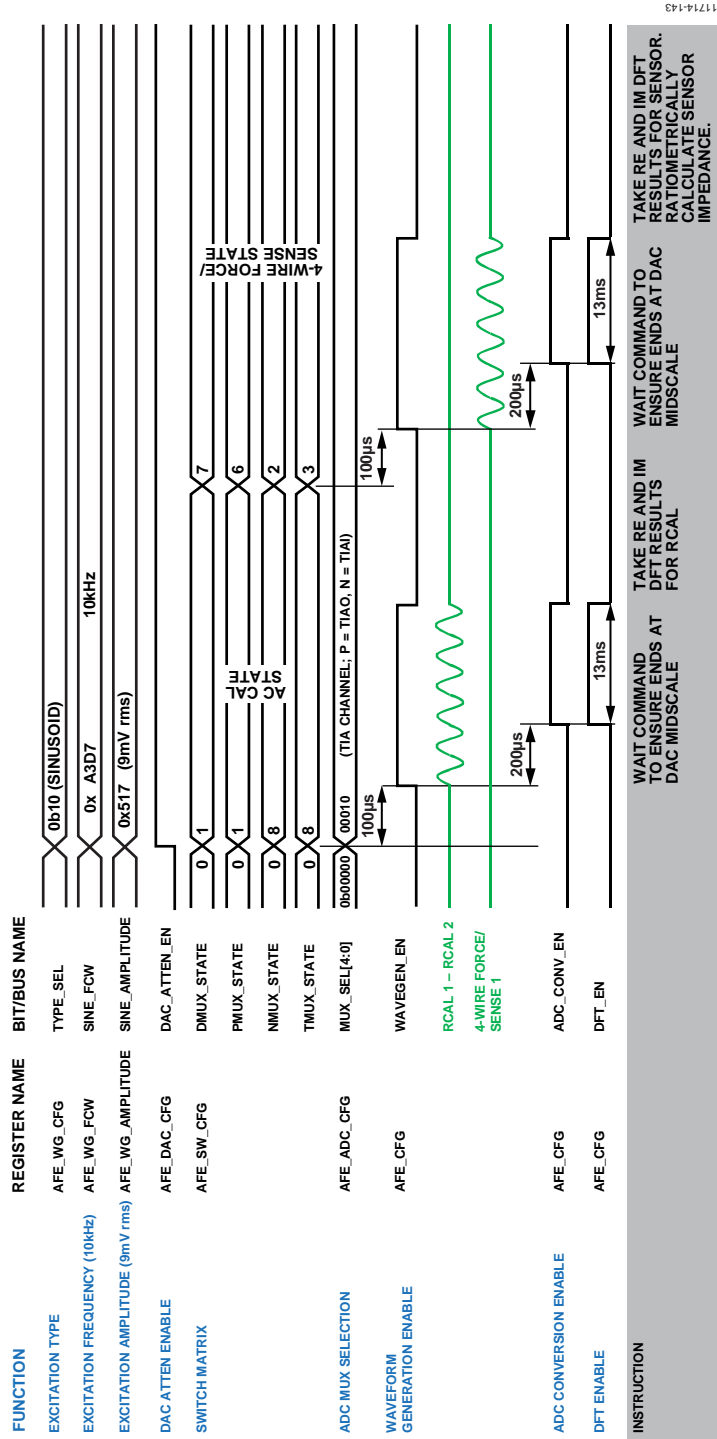 FUNCTION
REGISTER NAME
BIT/BUS NAME
EXCITATION TYPE
AFE_WG_CFG
TYPE_SEL
0b10 (SINUSOID)
EXCITATION FREQUENCY (10kHz)
AFE_WG_FCW
SINE_FCW
0x A3D7
10kHz
EXCITATION AMPLITUDE (9mV rms)
AFE_WG_AMPLITUDE
SINE_AMPLITUDE
0x517 (9mV rms)
DAC ATTEN ENABLE
AFE_DAC_CFG
DAC_ATTEN_EN
SWITCH MATRIX
AFE_SW_CFG
DMUX_STATE
0
1
7
PMUX_STATE
0
1
6
NMUX_STATE
0
8
2
TMUX_STATE
0
8
3
AC CAL
STATE
4-WIRE FORCE/
SENSE STATE
ADC MUX SELECTION
AFE_ADC_CFG
MUX_SEL[4:0]
0b00000
00010
(TIA CHANNEL; P = TIAO, N = TIAI)
100µs
100µs
WAVEFORM
GENERATION ENABLE
AFE_CFG
WAVEGEN_EN
RCAL 1 – RCAL 2
4-WIRE FORCE/
SENSE 1
200µs
200µs
ADC CONVERSION ENABLE
AFE_CFG
ADC_CONV_EN
DFT ENABLE
AFE_CFG
DFT_EN
13ms
13ms
INSTRUCTION
WAIT COMMAND
TO ENSURE ENDS AT
DAC MIDSCALE
TAKE RE AND IM
DFT RESULTS
FOR RCAL
WAIT COMMAND TO
ENSURE ENDS AT DAC
MIDSCALE
TAKE RE AND IM DFT
RESULTS FOR SENSOR.
RATIOMETRICALLY
CALCULATE SENSOR
IMPEDANCE.
11714-143